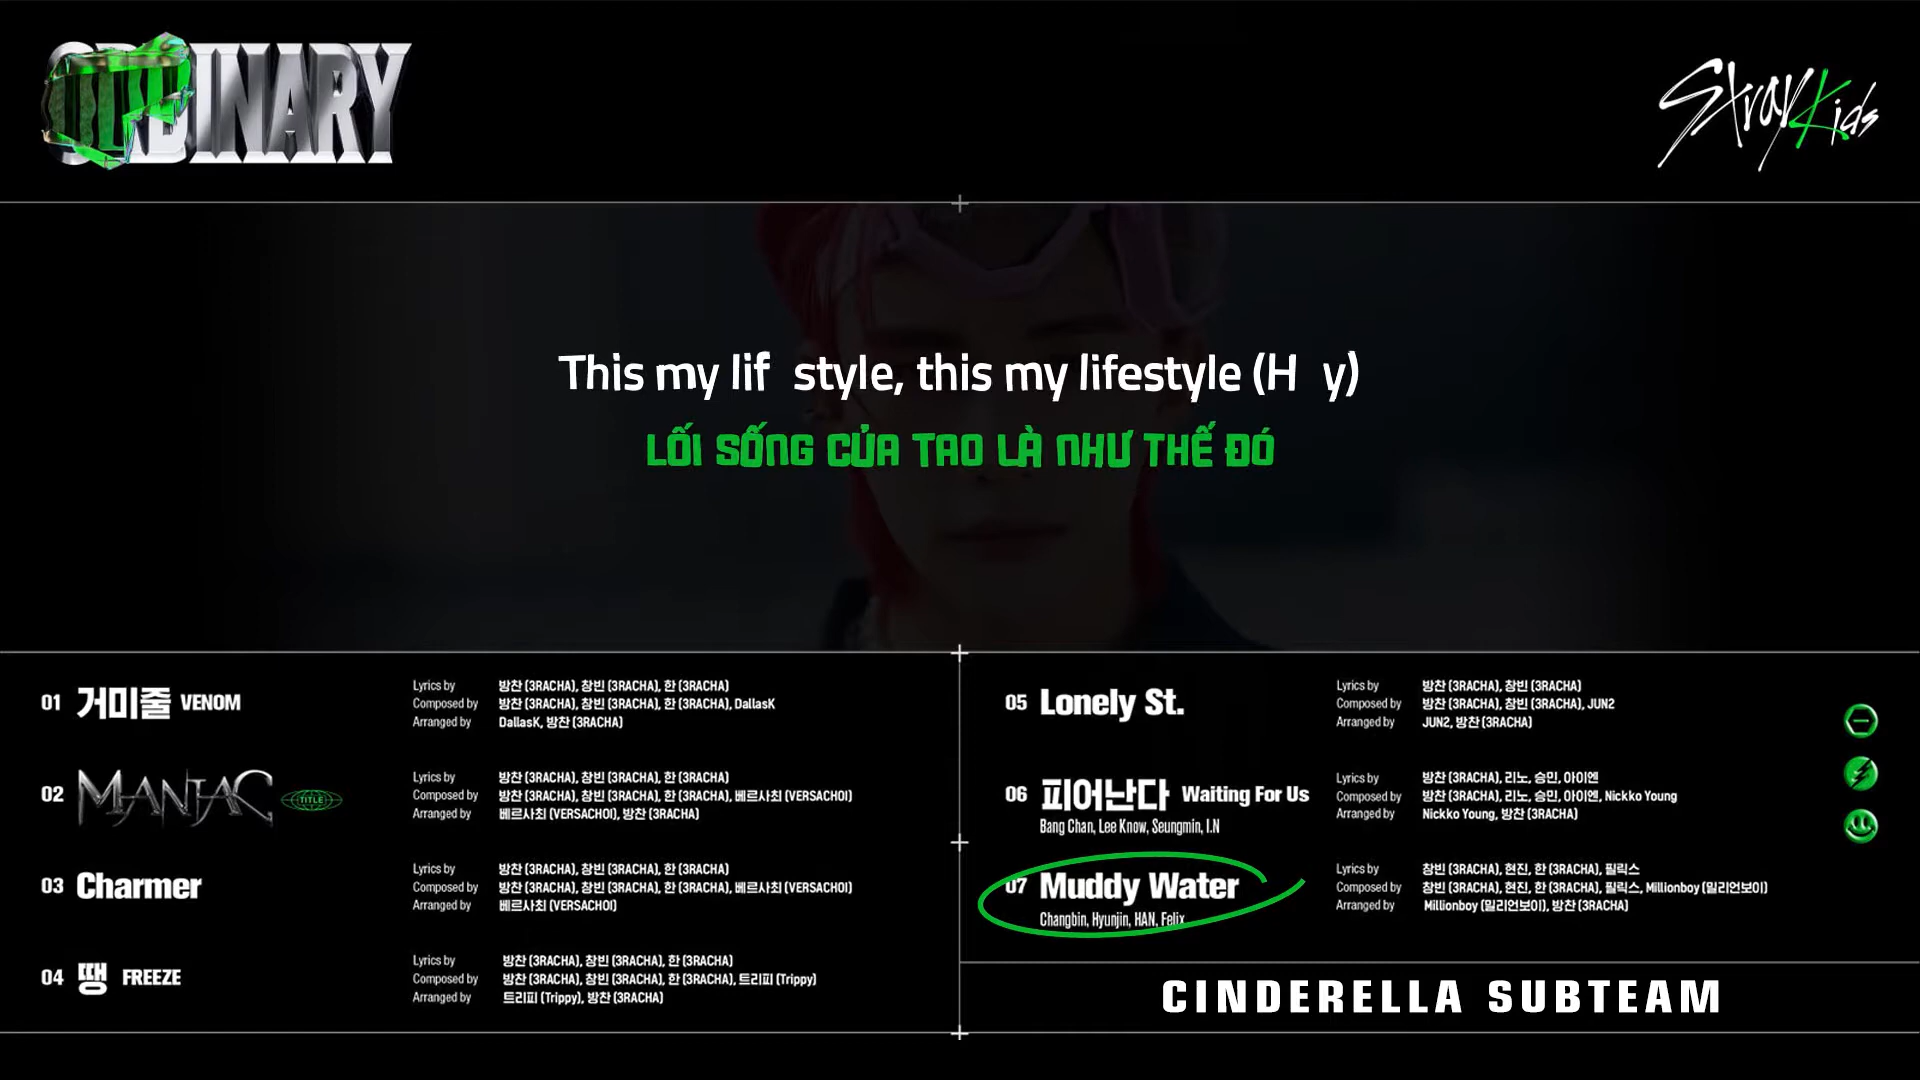 ORDINARY
Stray Kids
This my lif style, this my lifestyle (H y)
LỐI SỐNG CỦA TAO LÀ NHƯ THẾ ĐÓ
01 거미줄 VENOM
Lyrics by 방찬 (3RACHA), 창빈 (3RACHA), 한 (3RACHA)
Composed by 방찬 (3RACHA), 창빈 (3RACHA), 한 (3RACHA), DallasK
Arranged by DallasK, 방찬 (3RACHA)
02 MANIAC TITLE
Lyrics by 방찬 (3RACHA), 창빈 (3RACHA), 한 (3RACHA)
Composed by 방찬 (3RACHA), 창빈 (3RACHA), 한 (3RACHA), 베르사최 (VERSACHOI)
Arranged by 베르사최 (VERSACHOI), 방찬 (3RACHA)
03 Charmer
Lyrics by 방찬 (3RACHA), 창빈 (3RACHA), 한 (3RACHA)
Composed by 방찬 (3RACHA), 창빈 (3RACHA), 한 (3RACHA), 베르사최 (VERSACHOI)
Arranged by 베르사최 (VERSACHOI)
04 땡 FREEZE
Lyrics by 방찬 (3RACHA), 창빈 (3RACHA), 한 (3RACHA)
Composed by 방찬 (3RACHA), 창빈 (3RACHA), 한 (3RACHA), 트리피 (Trippy)
Arranged by 트리피 (Trippy), 방찬 (3RACHA)
05 Lonely St.
Lyrics by 방찬 (3RACHA), 창빈 (3RACHA)
Composed by 방찬 (3RACHA), 창빈 (3RACHA), JUN2
Arranged by JUN2, 방찬 (3RACHA)
06 피어난다 Waiting For Us
Bang Chan, Lee Know, Seungmin, I.N
Lyrics by 방찬 (3RACHA), 리노, 승민, 아이엔
Composed by 방찬 (3RACHA), 리노, 승민, 아이엔, Nickko Young
Arranged by Nickko Young, 방찬 (3RACHA)
07 Muddy Water
Changbin, Hyunjin, HAN, Felix
Lyrics by 창빈 (3RACHA), 현진, 한 (3RACHA), 필릭스
Composed by 창빈 (3RACHA), 현진, 한 (3RACHA), 필릭스, Millionboy (밀리언보이)
Arranged by Millionboy (밀리언보이), 방찬 (3RACHA)
CINDERELLA SUBTEAM